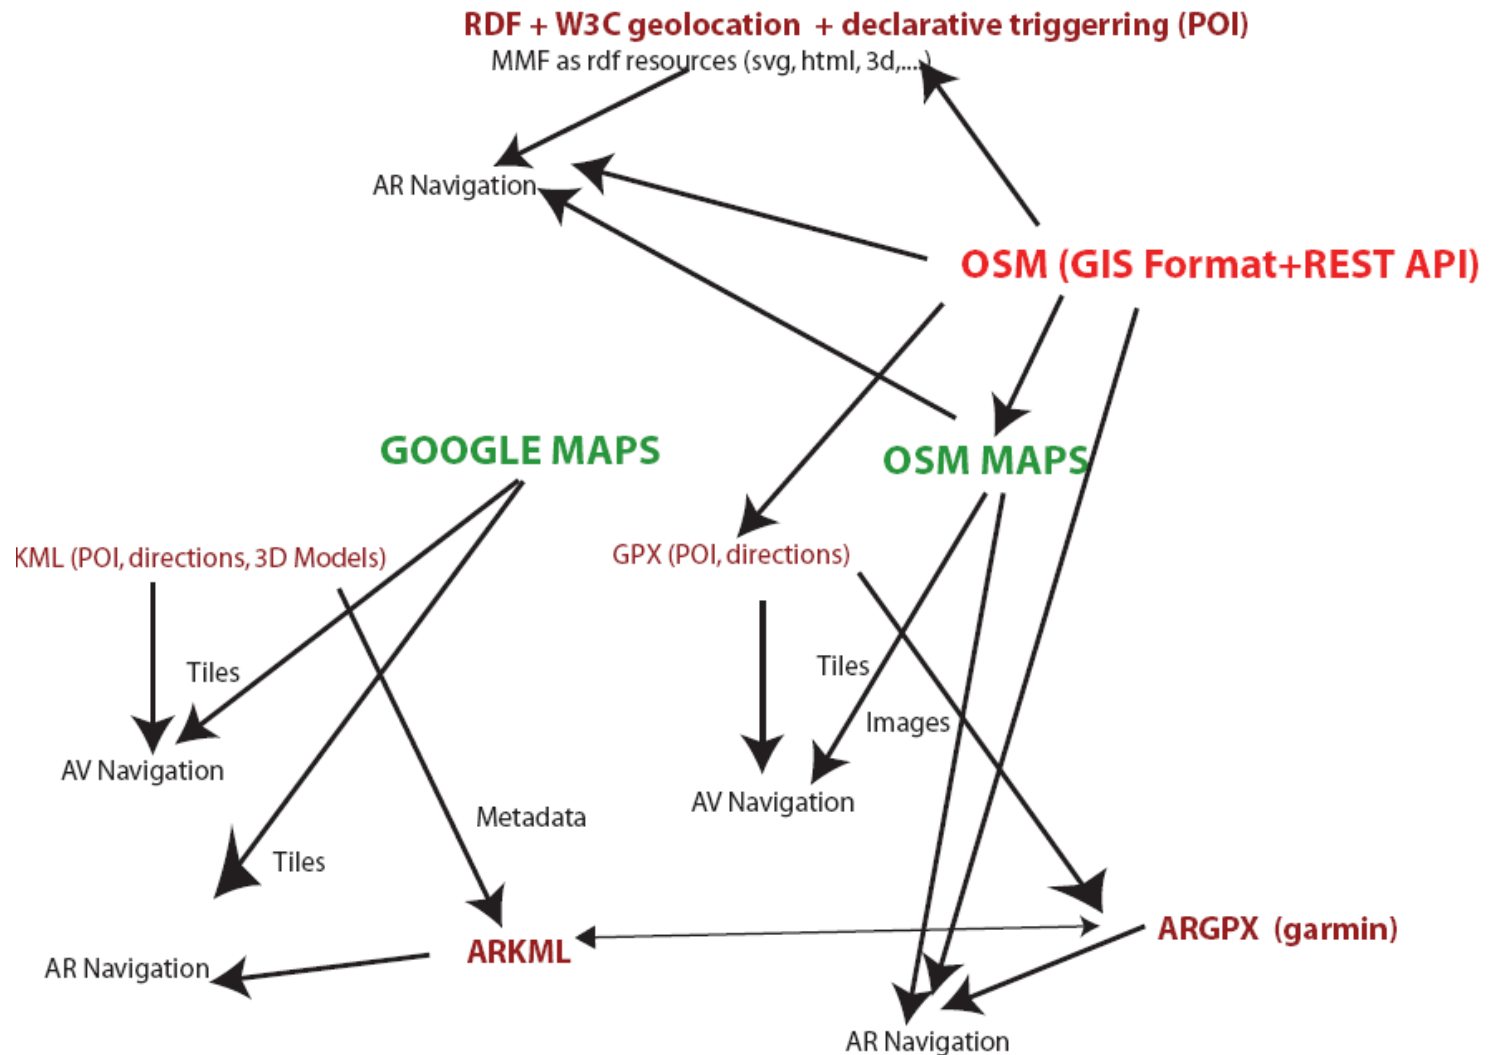 RDF + W3C geolocation + declarative triggerring (POI)
MMF as rdf resources (svg, html, 3d,....)
AR Navigation
OSM (GIS Format+REST API)
GOOGLE MAPS
OSM MAPS
KML (POI, directions, 3D Models)
GPX (POI, directions)
Tiles
Tiles
Images
AV Navigation
AV Navigation
Metadata
Tiles
ARKML
ARGPX (garmin)
AR Navigation
AR Navigation